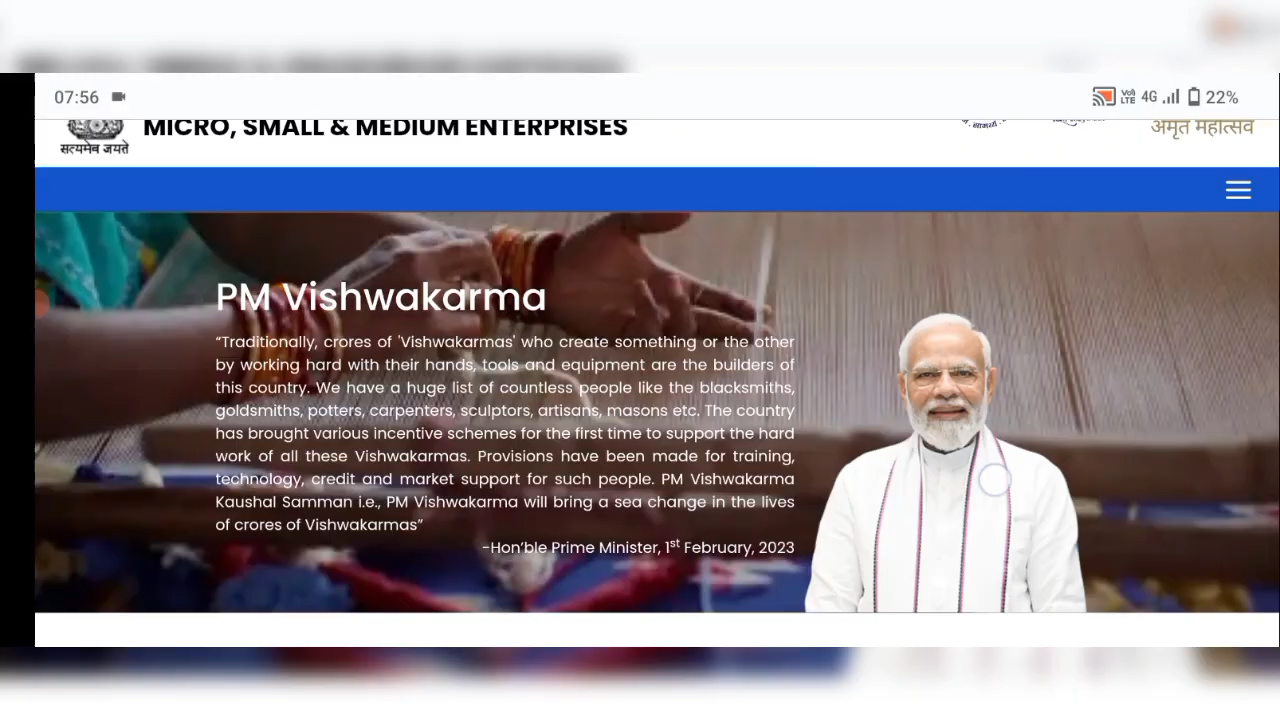 07:56
VoLTE 4G 22%
MICRO, SMALL & MEDIUM ENTERPRISES
सत्यमेव जयते
अमृत महोत्सव
PM Vishwakarma
“Traditionally, crores of 'Vishwakarmas' who create something or the other
by working hard with their hands, tools and equipment are the builders of
this country. We have a huge list of countless people like the blacksmiths,
goldsmiths, potters, carpenters, sculptors, artisans, masons etc. The country
has brought various incentive schemes for the first time to support the hard
work of all these Vishwakarmas. Provisions have been made for training,
technology, credit and market support for such people. PM Vishwakarma
Kaushal Samman i.e., PM Vishwakarma will bring a sea change in the lives
of crores of Vishwakarmas”
-Hon’ble Prime Minister, 1st February, 2023